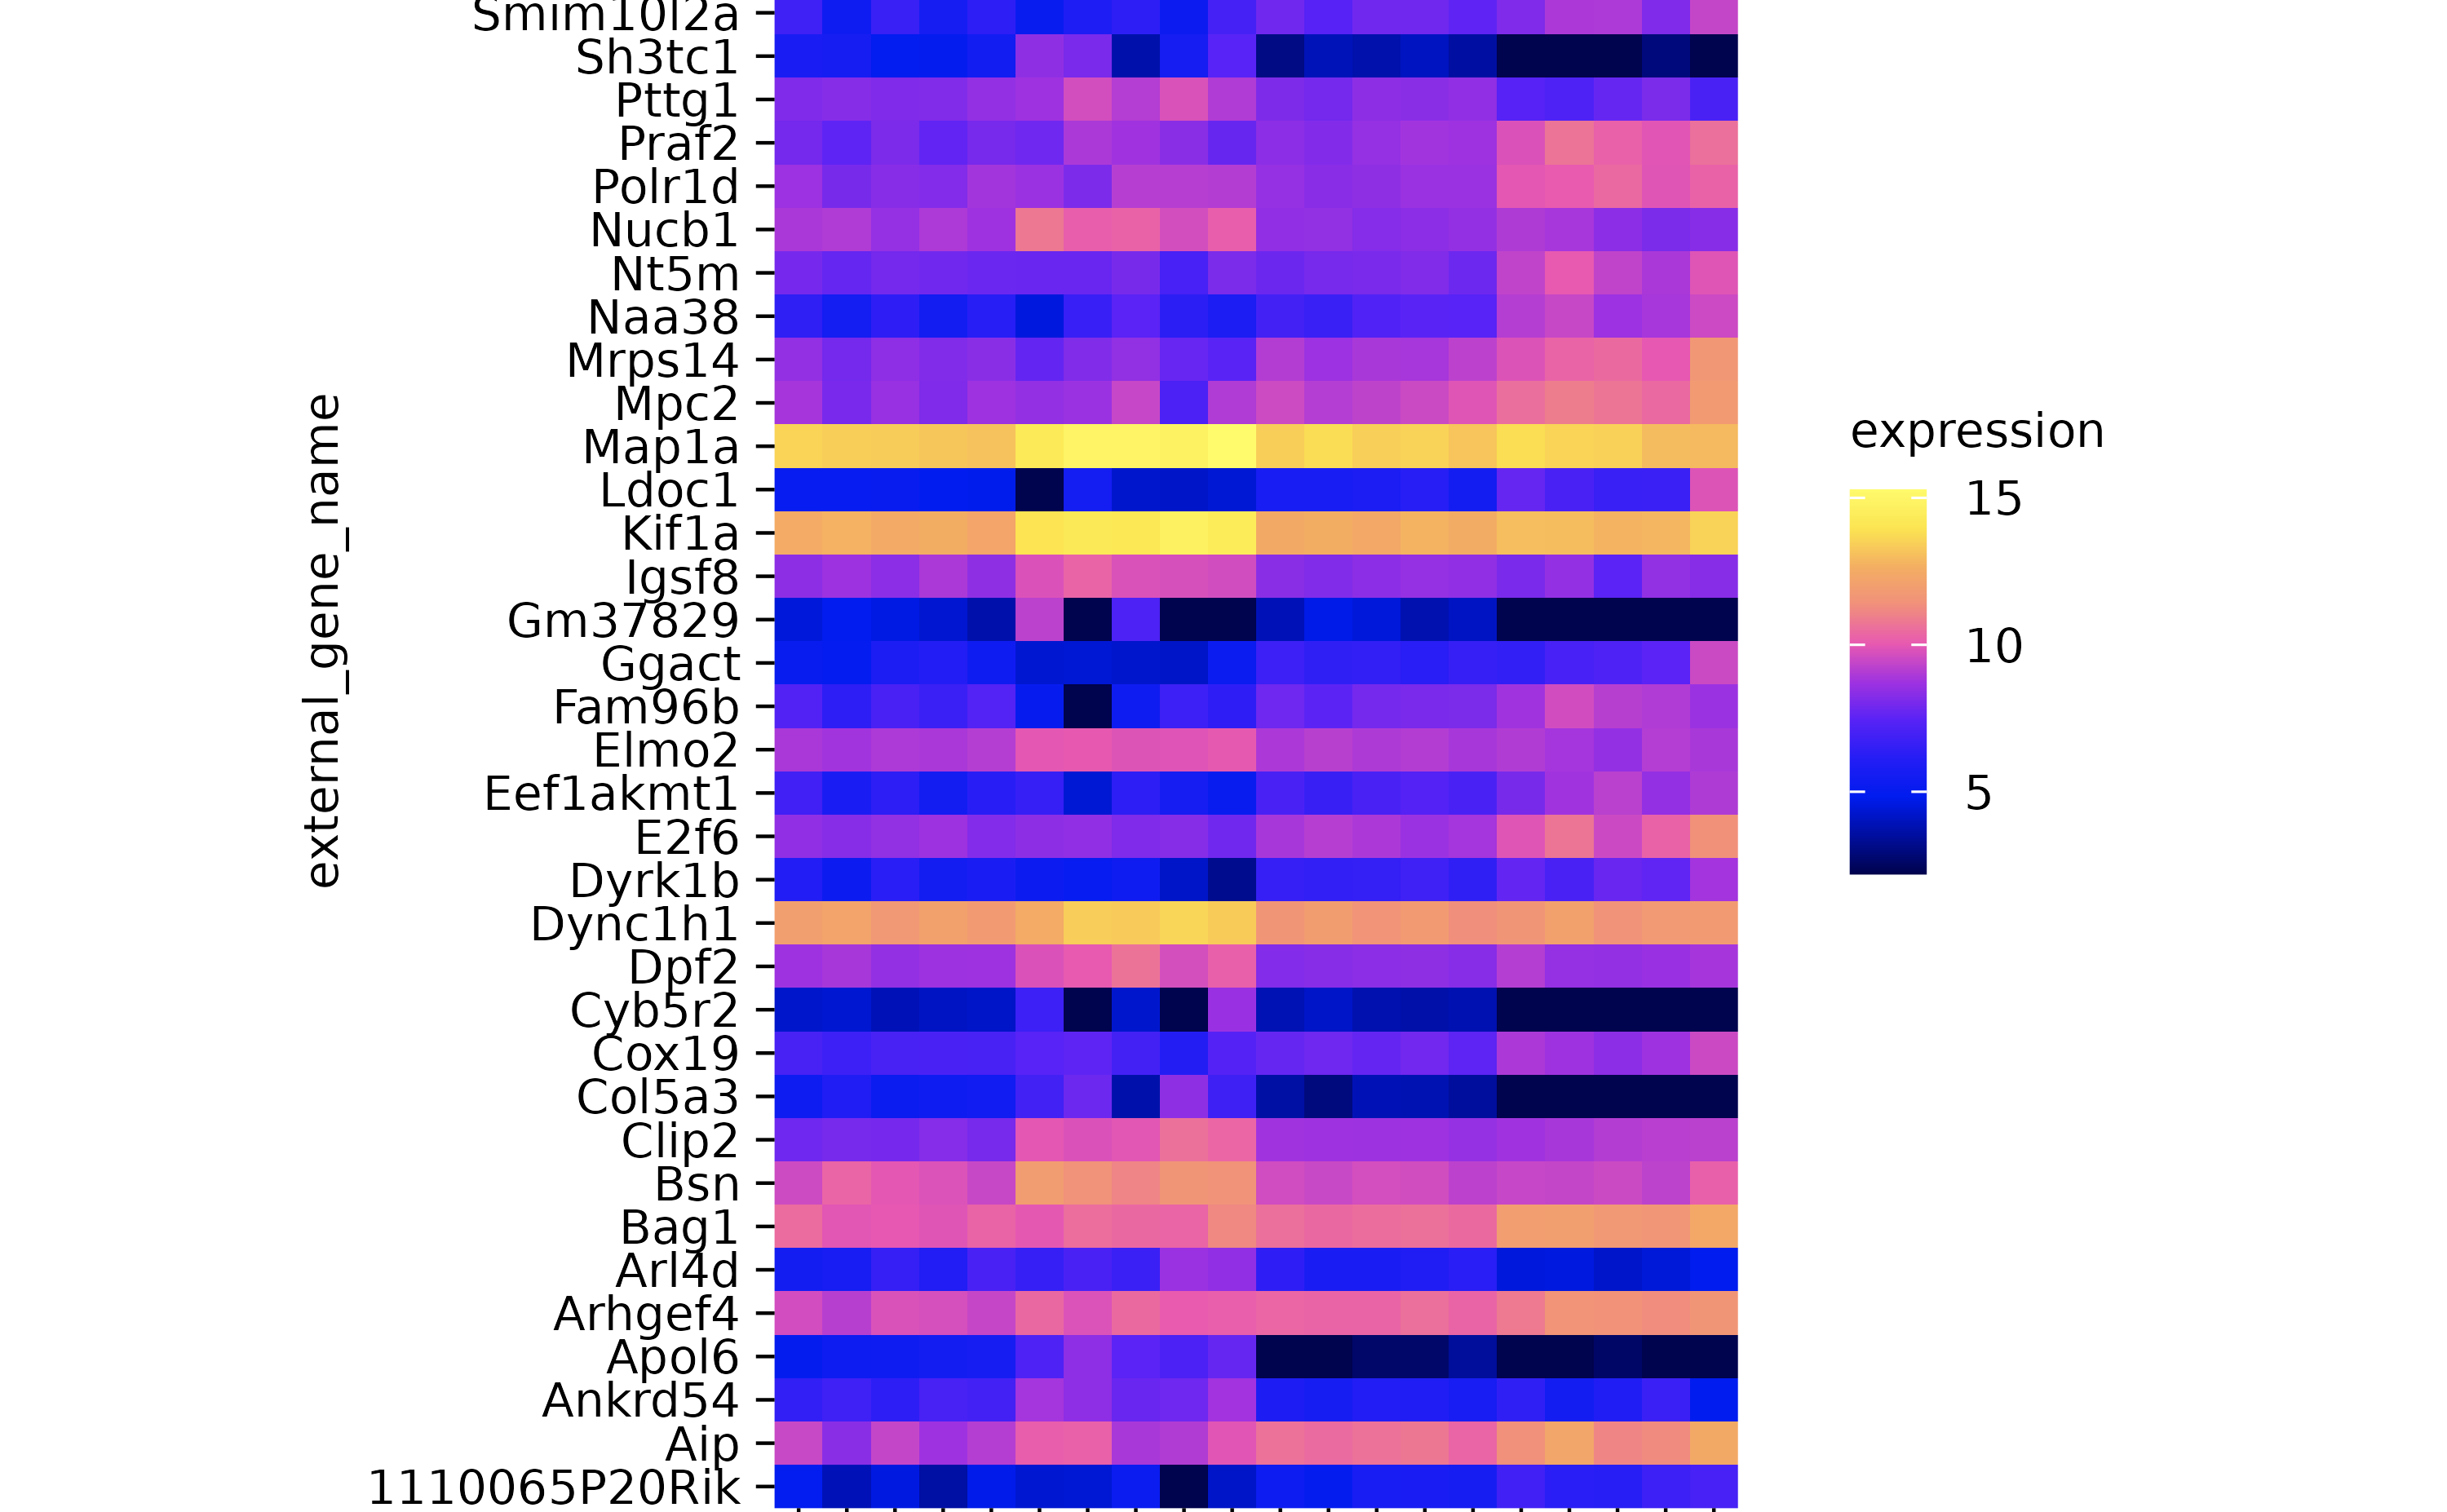 Smim10l2a
Sh3tc1
Pttg1
Praf2
Polr1d
Nucb1
Nt5m
Naa38
Mrps14
Mpc2
Map1a
Ldoc1
Kif1a
Igsf8
Gm37829
Ggact
Fam96b
Elmo2
Eef1akmt1
E2f6
Dyrk1b
Dync1h1
Dpf2
Cyb5r2
Cox19
Col5a3
Clip2
Bsn
Bag1
Arl4d
Arhgef4
Apol6
Ankrd54
Aip
1110065P20Rik
external_gene_name
expression
15
10
5